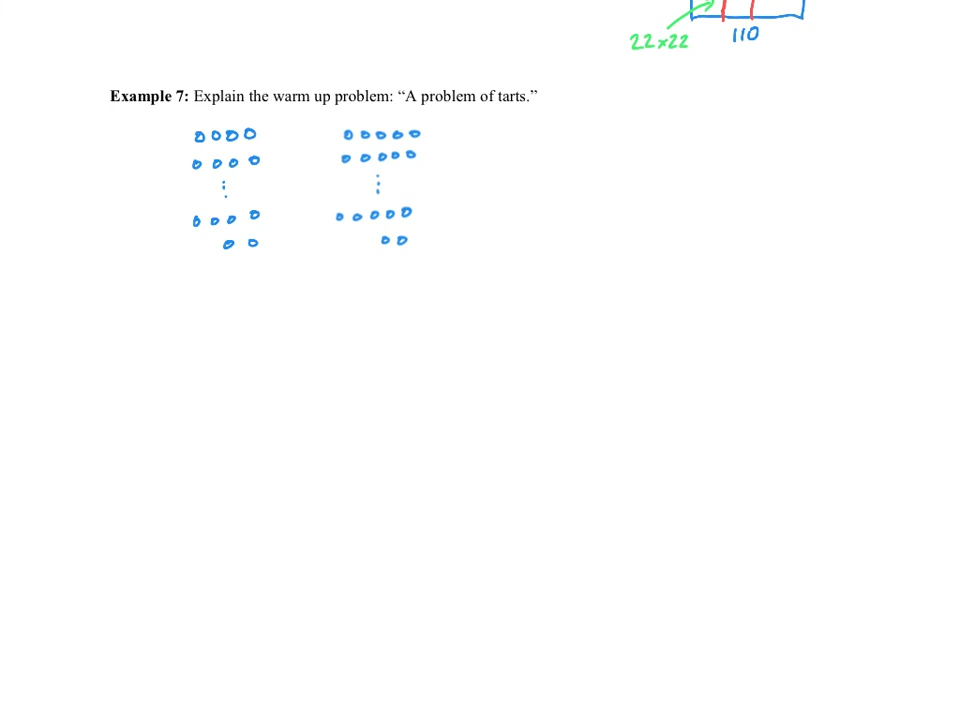 22×22
110
Example 7: Explain the warm up problem: “A problem of tarts.”